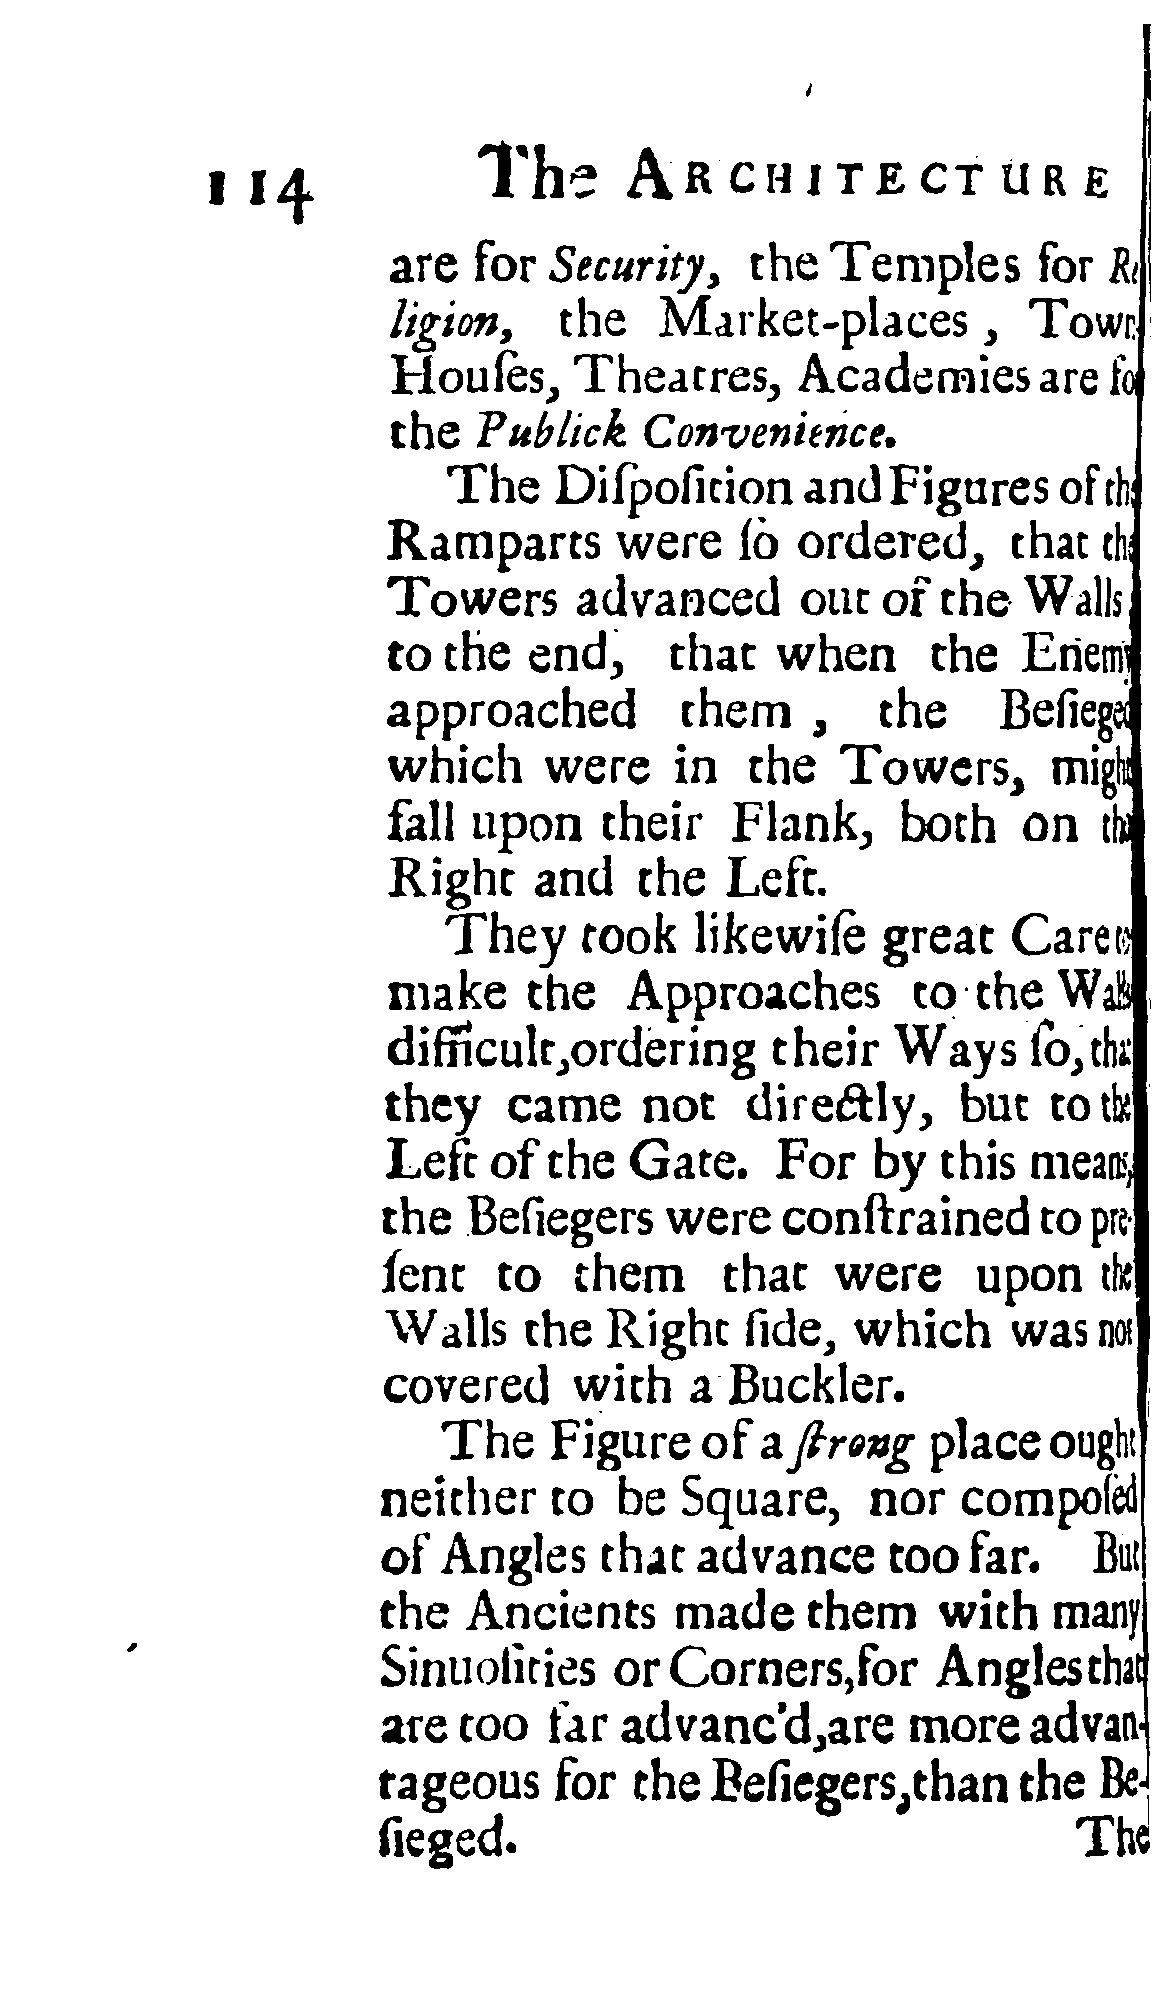 114 The ARCHITECTURE
are for Security, the Temples for Re
ligion, the Market-places, Town
Houſes, Theatres, Academies are for
the Publick Convenience.
The Diſpoſition and Figures of the
Ramparts were ſo ordered, that the
Towers advanced out of the Walls,
to the end, that when the Enemy
approached them, the Beſieged
which were in the Towers, might
fall upon their Flank, both on the
Right and the Left.
They took likewiſe great Care to
make the Approaches to the Walls
difficult, ordering their Ways ſo, that
they came not directly, but to the
Left of the Gate. For by this means,
the Beſiegers were conſtrained to pre-
ſent to them that were upon the
Walls the Right ſide, which was not
covered with a Buckler.
The Figure of a ſtrong place ought
neither to be Square, nor compoſed
of Angles that advance too far. But
the Ancients made them with many
Sinuoſities or Corners, for Angles that
are too far advanc'd, are more advan-
tageous for the Beſiegers, than the Be-
ſieged. The